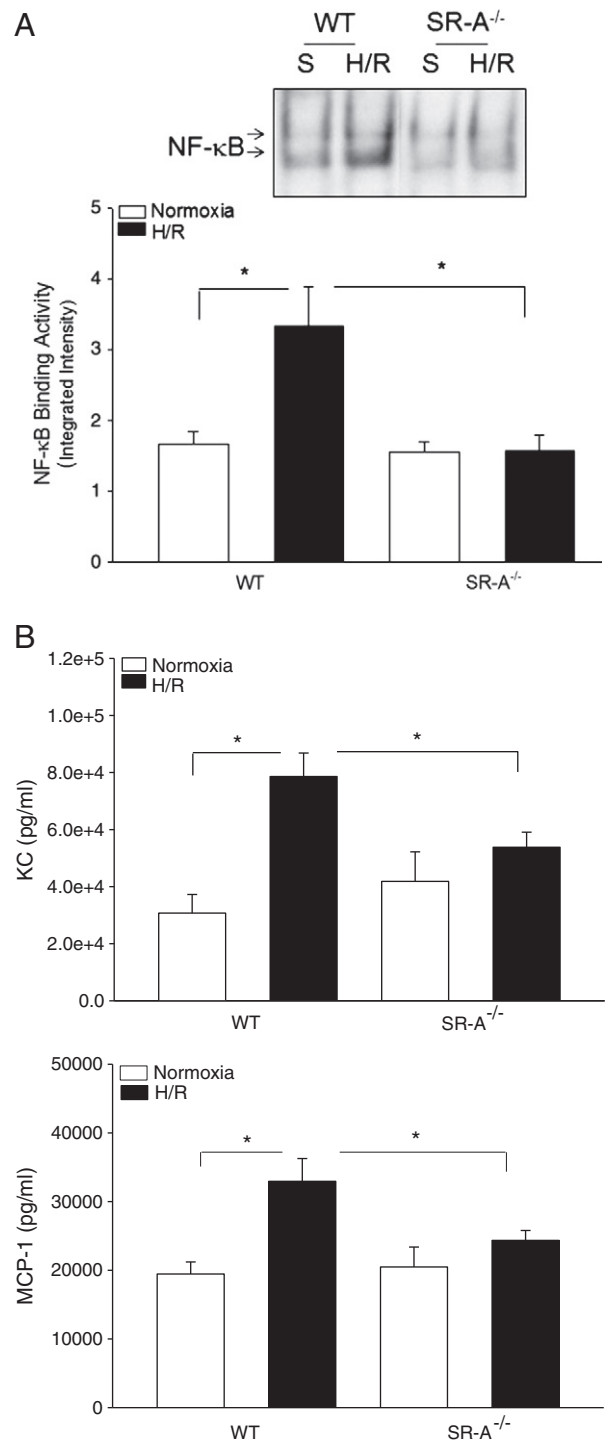 A
WT SR-A-/-
S H/R S H/R
NF-κB
Normoxia
H/R
NF-κB Binding Activity
(Integrated Intensity)
5
4
3
2
1
0
* *
WT SR-A-/-
B
Normoxia
H/R
KC (pg/ml)
1.2e+5
1.0e+5
8.0e+4
6.0e+4
4.0e+4
2.0e+4
0.0
* *
WT SR-A-/-
Normoxia
H/R
MCP-1 (pg/ml)
50000
40000
30000
20000
10000
0
* *
WT SR-A-/-